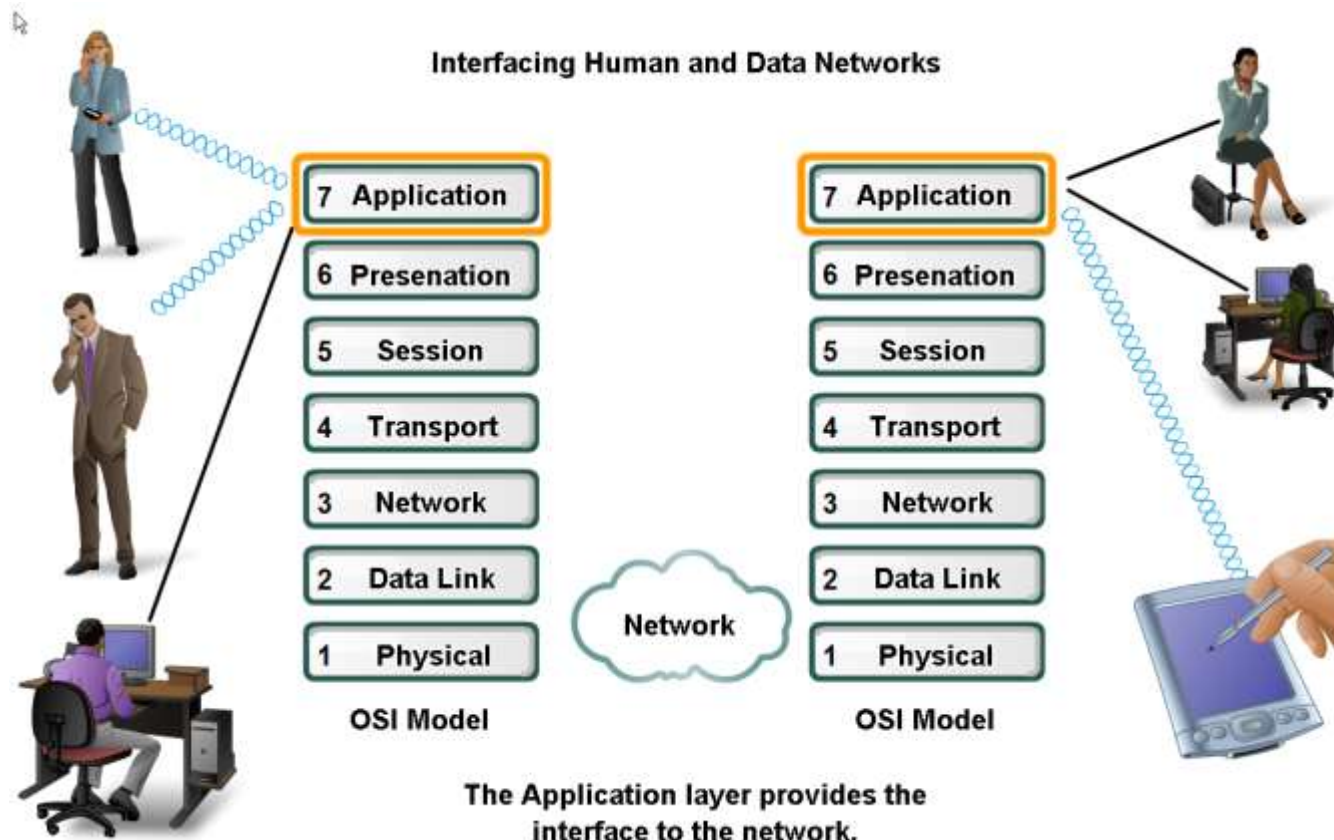 Interfacing Human and Data Networks
7 Application
6 Presenation
5 Session
4 Transport
3 Network
2 Data Link
1 Physical
OSI Model
Network
7 Application
6 Presenation
5 Session
4 Transport
3 Network
2 Data Link
1 Physical
OSI Model
The Application layer provides the
interface to the network.